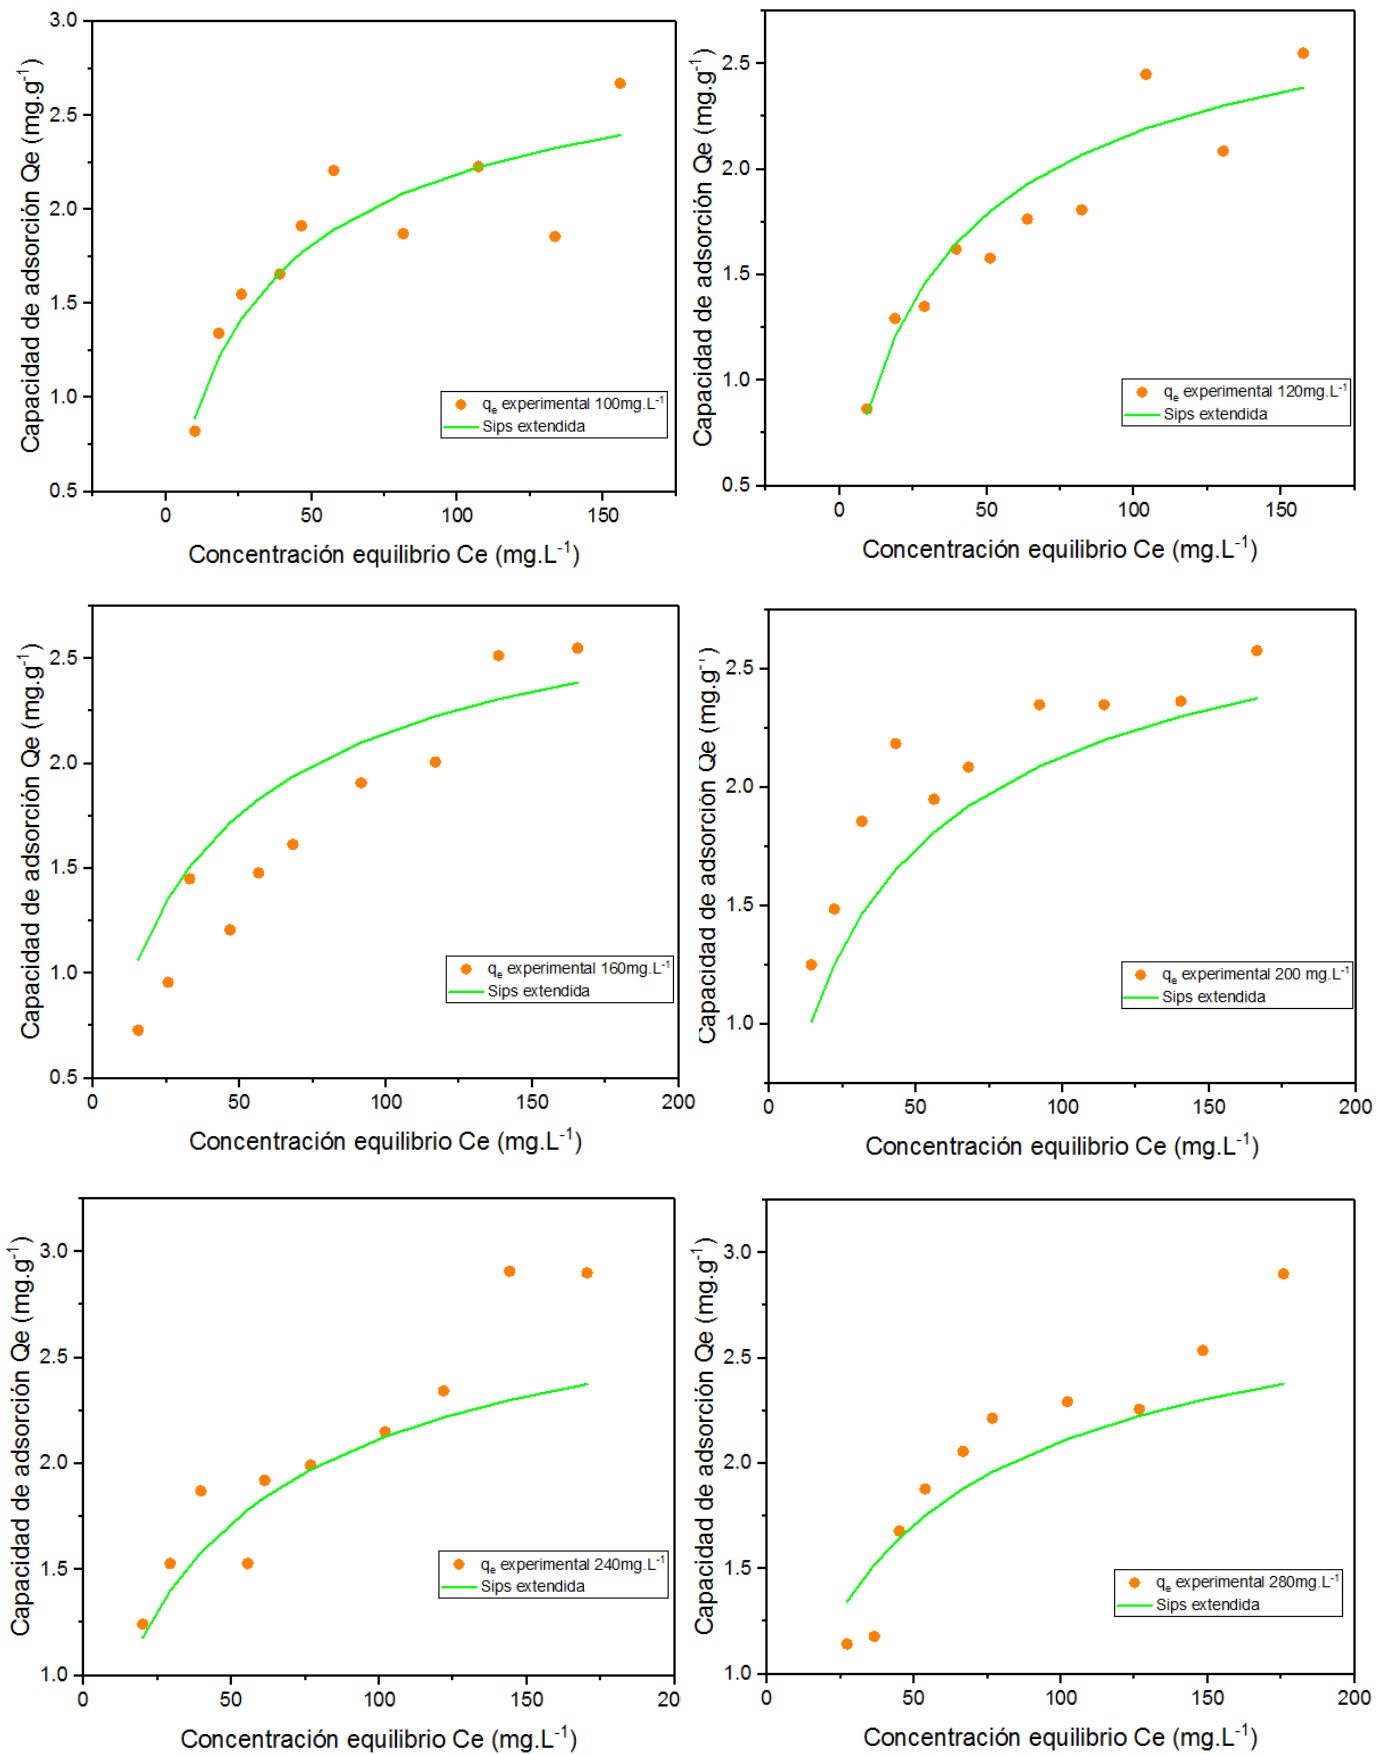 Capacidad de adsorción Qe (mg.g-1)
3.0
2.5
2.0
1.5
1.0
0.5
qe experimental 100mg.L-1
Sips extendida
0 50 100 150
Concentración equilibrio Ce (mg.L-1)
Capacidad de adsorción Qe (mg.g-1)
2.5
2.0
1.5
1.0
0.5
qe experimental 120mg.L-1
Sips extendida
0 50 100 150
Concentración equilibrio Ce (mg.L-1)
Capacidad de adsorción Qe (mg.g-1)
2.5
2.0
1.5
1.0
0.5
qe experimental 160mg.L-1
Sips extendida
0 50 100 150 200
Concentración equilibrio Ce (mg.L-1)
Capacidad de adsorción Qe (mg.g-1)
2.5
2.0
1.5
1.0
qe experimental 200 mg.L-1
Sips extendida
0 50 100 150 200
Concentración equilibrio Ce (mg.L-1)
Capacidad de adsorción Qe (mg.g-1)
3.0
2.5
2.0
1.5
1.0
qe experimental 240mg.L-1
Sips extendida
0 50 100 150 20
Concentración equilibrio Ce (mg.L-1)
Capacidad de adsorción Qe (mg.g-1)
3.0
2.5
2.0
1.5
1.0
qe experimental 280mg.L-1
Sips extendida
0 50 100 150 200
Concentración equilibrio Ce (mg.L-1)